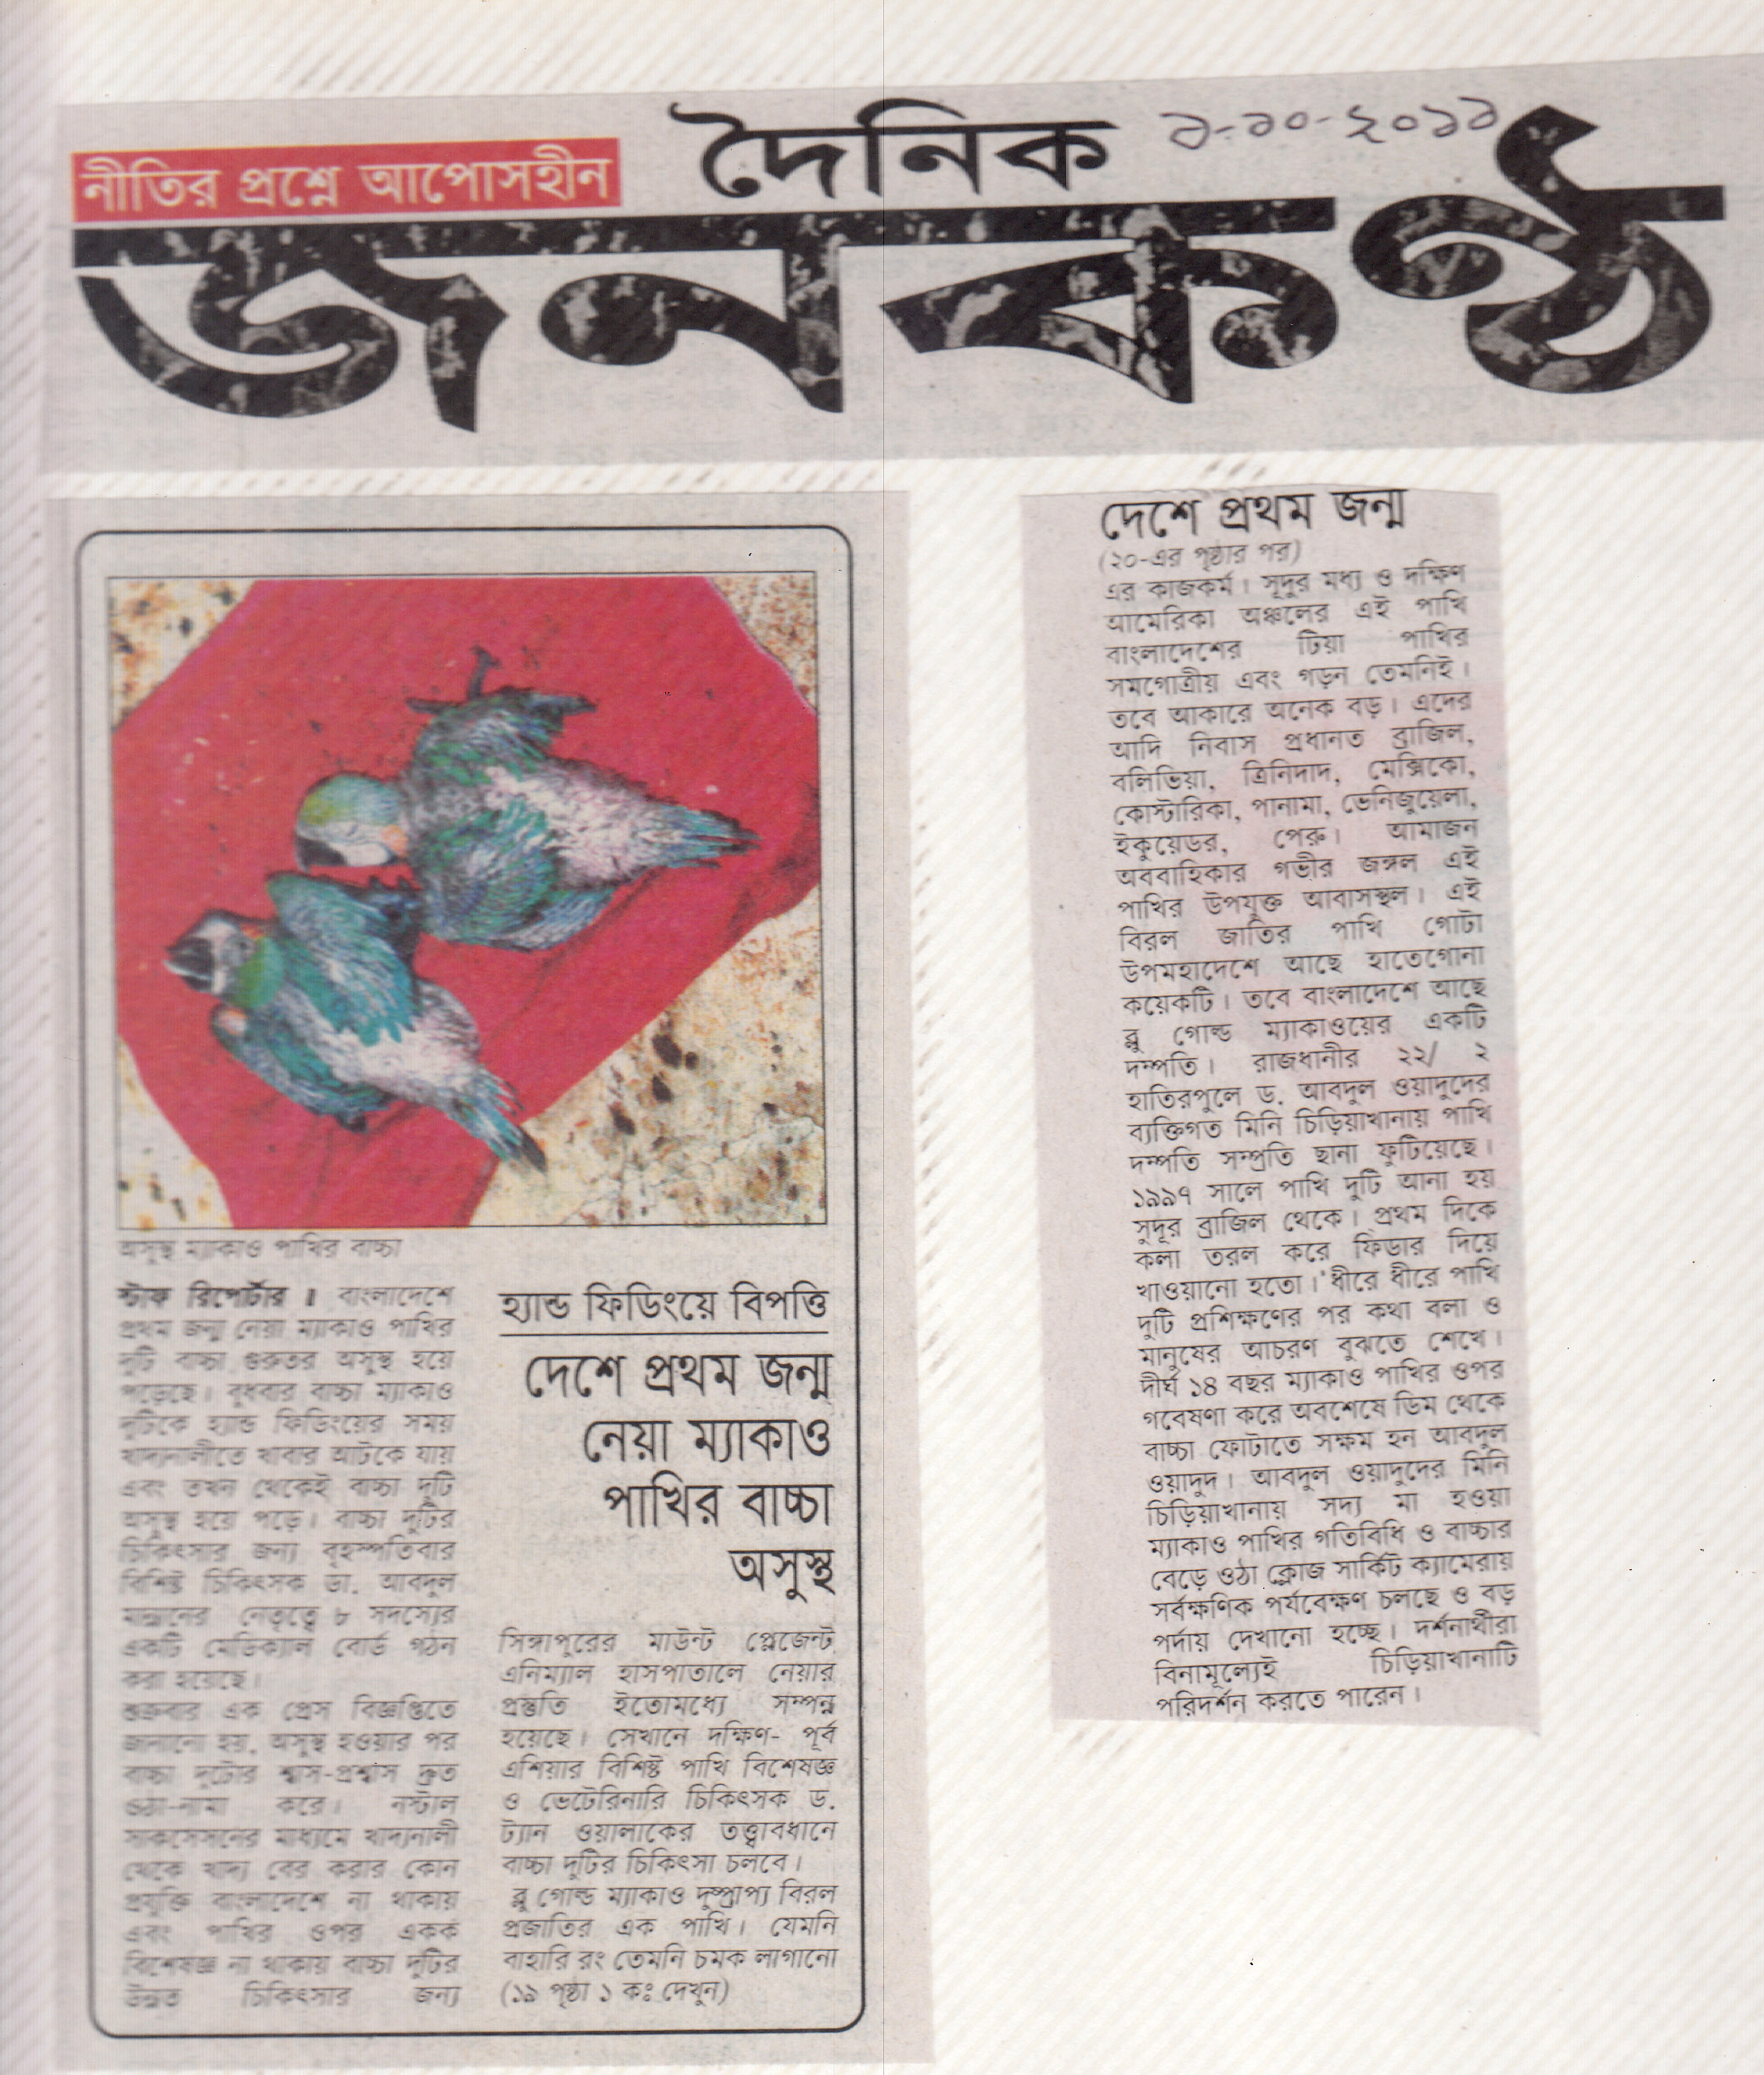 নীতির প্রশ্নে আপোসহীন
দৈনিক
১-১০-২০১১
জনকণ্ঠ
অসুস্থ ম্যাকাও পাখির বাচ্চা
হ্যান্ড ফিডিংয়ে বিপত্তি
দেশে প্রথম জন্ম
নেয়া ম্যাকাও
পাখির বাচ্চা
অসুস্থ
স্টাফ রিপোর্টার ॥ বাংলাদেশে
প্রথম জন্ম নেয়া ম্যাকাও পাখির
দুটি বাচ্চা গুরুতর অসুস্থ হয়ে
পড়েছে। বুধবার বাচ্চা ম্যাকাও
দুটিকে হ্যান্ড ফিডিংয়ের সময়
খাদ্যনালীতে খাবার আটকে যায়
এবং তখন থেকেই বাচ্চা দুটি
অসুস্থ হয়ে পড়ে। বাচ্চা দুটির
চিকিৎসার জন্য বৃহস্পতিবার
বিশিষ্ট চিকিৎসক ডা. আবদুল
মান্নানের নেতৃত্বে ৮ সদস্যের
একটি মেডিক্যাল বোর্ড গঠন
করা হয়েছে।
শুক্রবার এক প্রেস বিজ্ঞপ্তিতে
জানানো হয়, অসুস্থ হওয়ার পর
বাচ্চা দুটোর শ্বাস-প্রশ্বাস দ্রুত
ওঠা-নামা করে। নস্টাল
সাকসেসনের মাধ্যমে খাদ্যনালী
থেকে খাদ্য বের করার কোন
প্রযুক্তি বাংলাদেশে না থাকায়
এবং পাখির ওপর একক
বিশেষজ্ঞ না থাকায় বাচ্চা দুটির
উন্নত চিকিৎসার জন্য
সিঙ্গাপুরের মাউন্ট প্লেজেন্ট
এনিম্যাল হাসপাতালে নেয়ার
প্রস্তুতি ইতোমধ্যে সম্পন্ন
হয়েছে। সেখানে দক্ষিণ- পূর্ব
এশিয়ার বিশিষ্ট পাখি বিশেষজ্ঞ
ও ভেটেরিনারি চিকিৎসক ড.
ট্যান ওয়ালাকের তত্ত্বাবধানে
বাচ্চা দুটির চিকিৎসা চলবে।
ব্লু গোল্ড ম্যাকাও দুষ্প্রাপ্য বিরল
প্রজাতির এক পাখি। যেমনি
বাহারি রং তেমনি চমক লাগানো
(১৯ পৃষ্ঠা ১ কঃ দেখুন)
দেশে প্রথম জন্ম
(২০-এর পৃষ্ঠার পর)
এর কাজকর্ম। সূদুর মধ্য ও দক্ষিণ
আমেরিকা অঞ্চলের এই পাখি
বাংলাদেশের টিয়া পাখির
সমগোত্রীয় এবং গড়ন তেমনিই।
তবে আকারে অনেক বড়। এদের
আদি নিবাস প্রধানত ব্রাজিল,
বলিভিয়া, ত্রিনিদাদ, মেক্সিকো,
কোস্টারিকা, পানামা, ভেনিজুয়েলা,
ইকুয়েডর, পেরু। আমাজন
অববাহিকার গভীর জঙ্গল এই
পাখির উপযুক্ত আবাসস্থল। এই
বিরল জাতির পাখি গোটা
উপমহাদেশে আছে হাতেগোনা
কয়েকটি। তবে বাংলাদেশে আছে
ব্লু গোল্ড ম্যাকাওয়ের একটি
দম্পতি। রাজধানীর ২২/ ২
হাতিরপুলে ড. আবদুল ওয়াদুদের
ব্যক্তিগত মিনি চিড়িয়াখানায় পাখি
দম্পতি সম্প্রতি ছানা ফুটিয়েছে।
১৯৯৭ সালে পাখি দুটি আনা হয়
সুদূর ব্রাজিল থেকে। প্রথম দিকে
কলা তরল করে ফিডার দিয়ে
খাওয়ানো হতো। ধীরে ধীরে পাখি
দুটি প্রশিক্ষণের পর কথা বলা ও
মানুষের আচরণ বুঝতে শেখে।
দীর্ঘ ১৪ বছর ম্যাকাও পাখির ওপর
গবেষণা করে অবশেষে ডিম থেকে
বাচ্চা ফোটাতে সক্ষম হন আবদুল
ওয়াদুদ। আবদুল ওয়াদুদের মিনি
চিড়িয়াখানায় সদ্য মা হওয়া
ম্যাকাও পাখির গতিবিধি ও বাচ্চার
বেড়ে ওঠা ক্লোজ সার্কিট ক্যামেরায়
সর্বক্ষণিক পর্যবেক্ষণ চলছে ও বড়
পর্দায় দেখানো হচ্ছে। দর্শনার্থীরা
বিনামূল্যেই চিড়িয়াখানাটি
পরিদর্শন করতে পারেন।